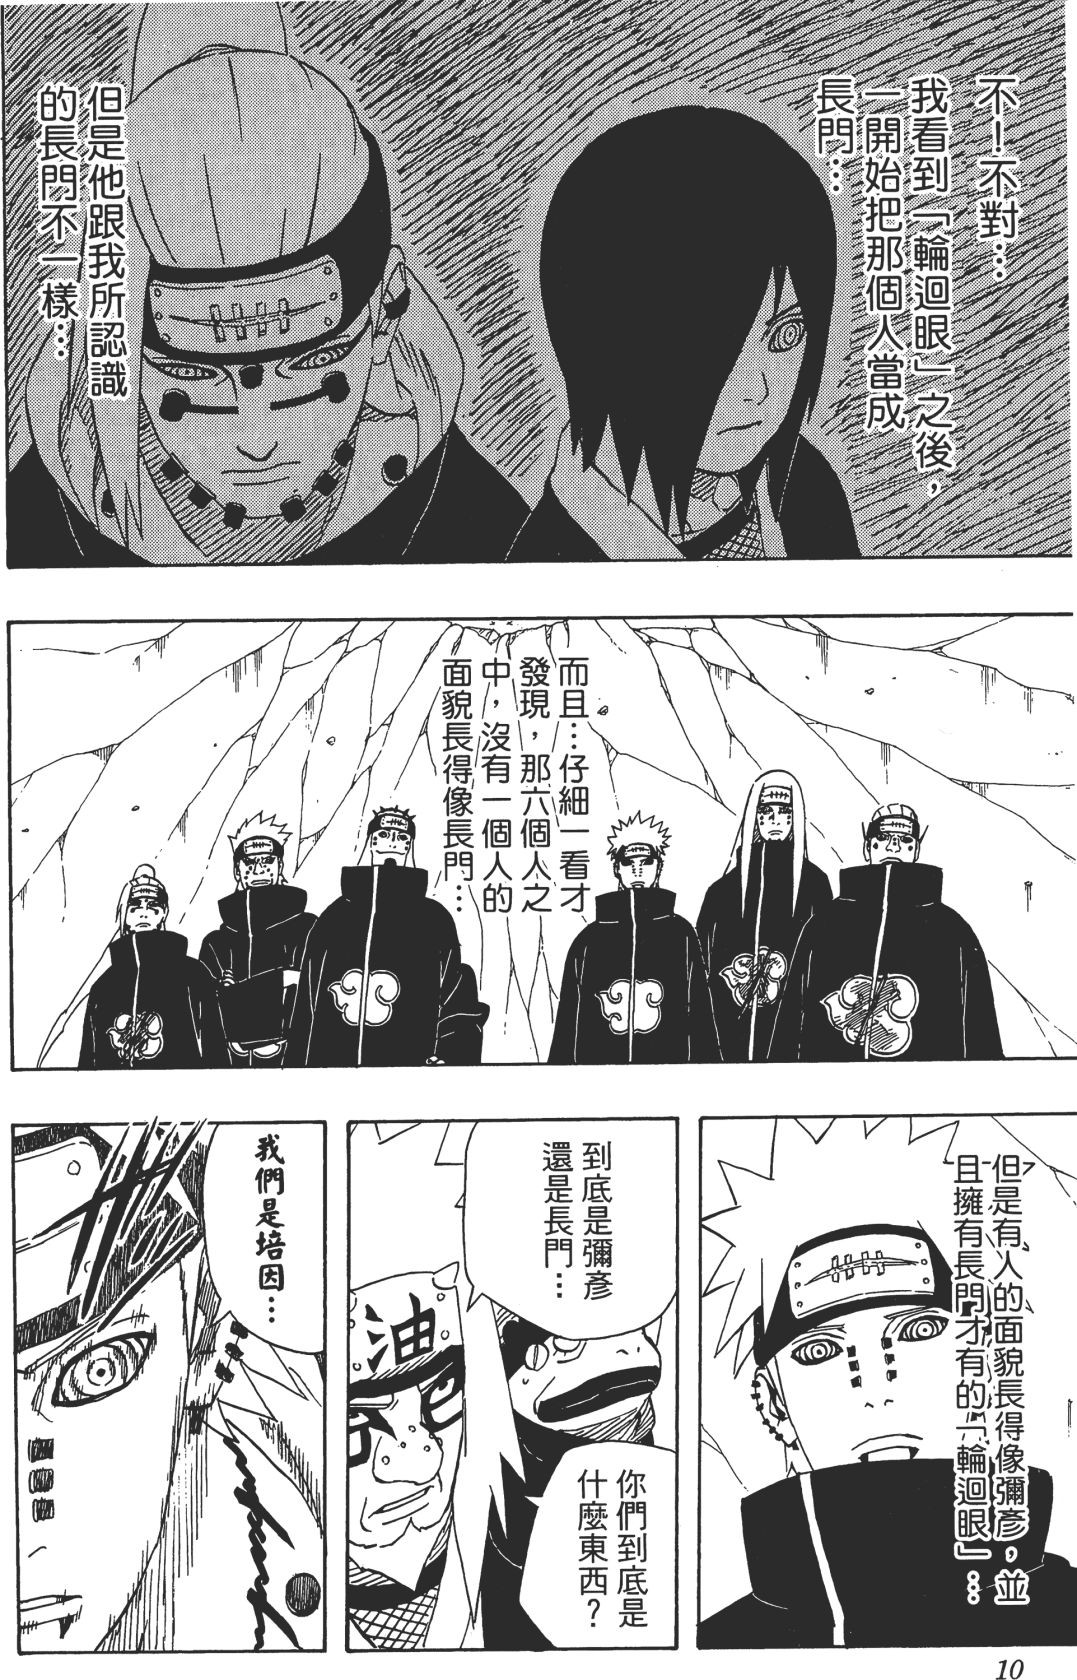 不！不對…
我看到「輪迴眼」之後，
一開始把那個人當成
長門…
但是他跟我所認識
的長門不一樣…
而且…仔細一看才
發現，那六個人之
中，沒有一個人的
面貌長得像長門…
但是有人的面貌長得像彌彥，並
且擁有長門才有的「輪迴眼」…
到底是彌彥
還是長門…
油
你們到底是
什麼東西？
我們是培因…
10